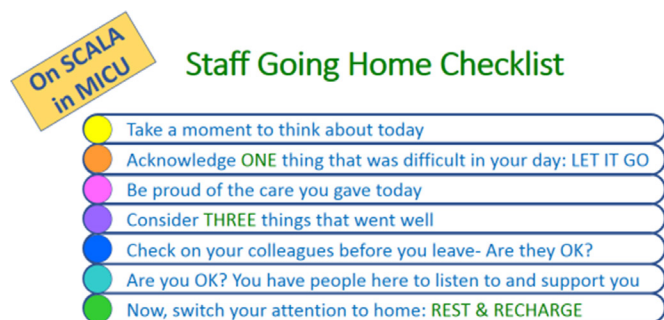 On SCALA
in MICU
Staff Going Home Checklist
Take a moment to think about today
Acknowledge ONE thing that was difficult in your day: LET IT GO
Be proud of the care you gave today
Consider THREE things that went well
Check on your colleagues before you leave- Are they OK?
Are you OK? You have people here to listen to and support you
Now, switch your attention to home: REST & RECHARGE